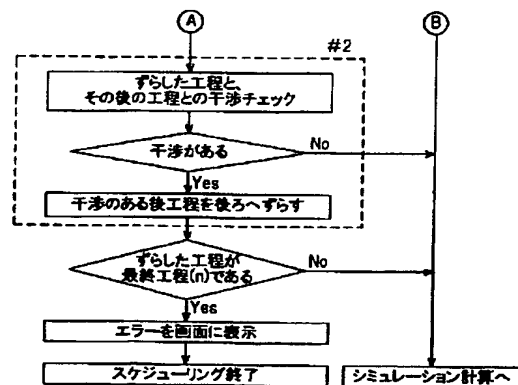 A
B
#2
ずらした工程と、
その後の工程との干渉チェック
干渉がある
No
Yes
干渉のある後工程を後ろへずらす
ずらした工程が
最終工程(n)である
No
Yes
エラーを画面に表示
スケジューリング終了
シミュレーション計算へ